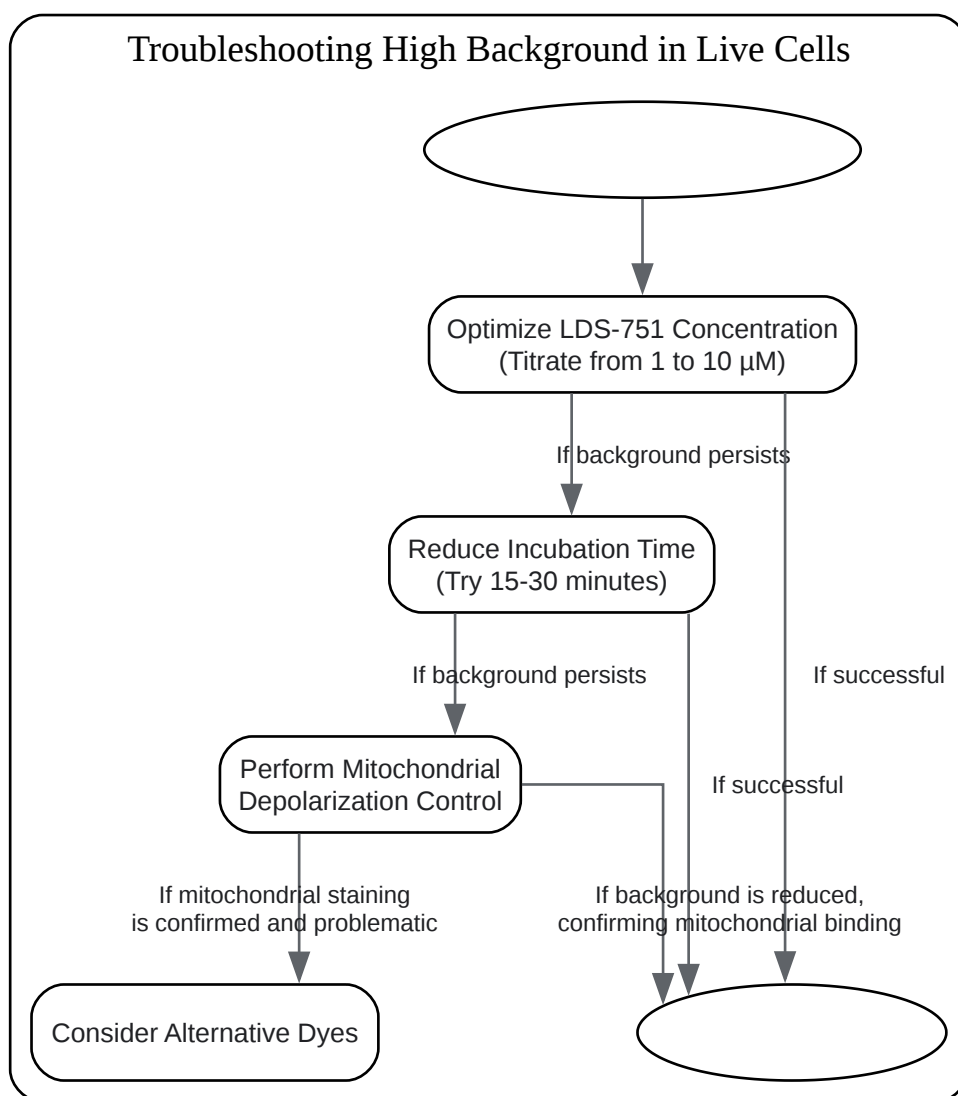 Troubleshooting High Background in Live Cells
Optimize LDS-751 Concentration
(Titrate from 1 to 10 µM)
If background persists
Reduce Incubation Time
(Try 15-30 minutes)
If background persists
If successful
Perform Mitochondrial
Depolarization Control
If successful
If mitochondrial staining
is confirmed and problematic
If background is reduced,
confirming mitochondrial binding
Consider Alternative Dyes